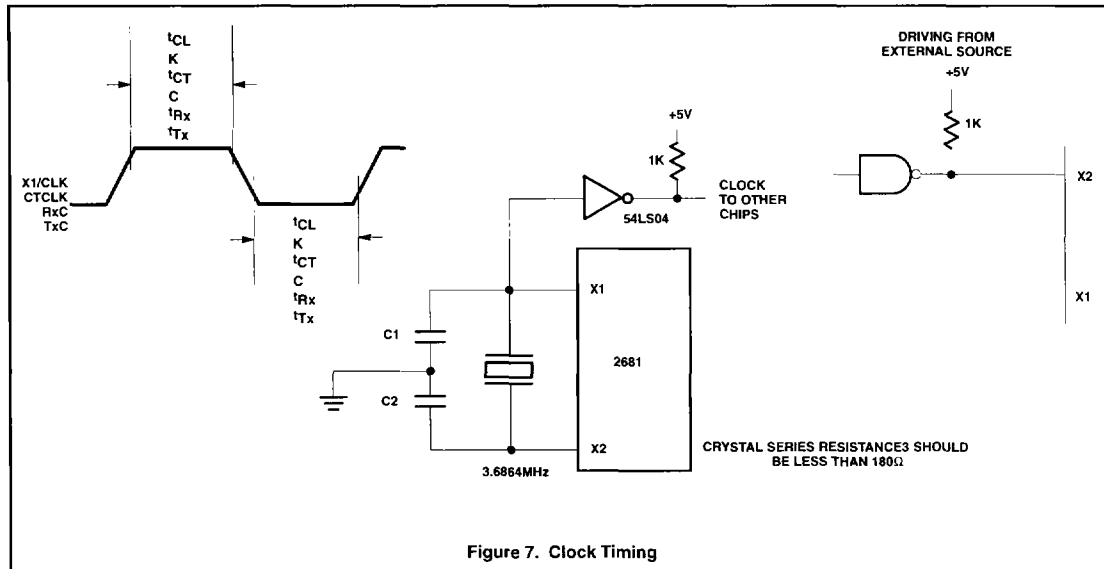 tCL
K
tCT
C
tRx
tTx
X1/CLK
CTCLK
RxC
TxC
tCL
K
tCT
C
tRx
tTx
+5V
1K
54LS04
CLOCK
TO OTHER
CHIPS
DRIVING FROM
EXTERNAL SOURCE
+5V
1K
X2
X1
C1
C2
3.6864MHz
X1
2681
X2
CRYSTAL SERIES RESISTANCE3 SHOULD
BE LESS THAN 180Ω
Figure 7. Clock Timing